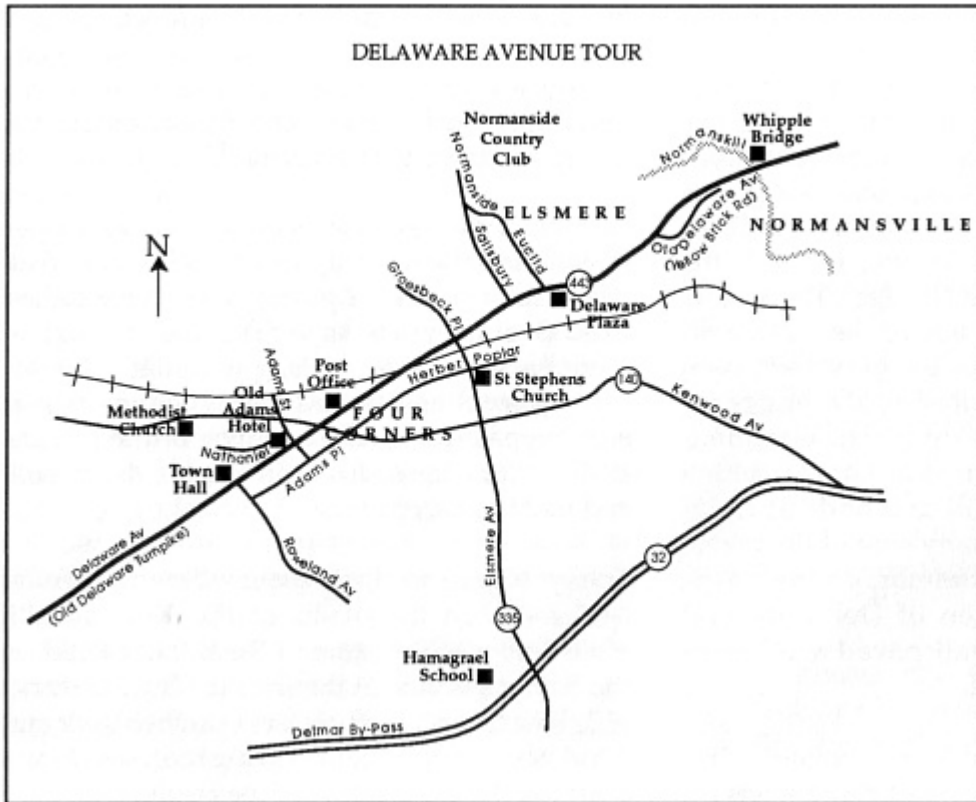 DELAWARE AVENUE TOUR
Normanside
Country
Club
Whipple
Bridge
Normanskill
Normanside
ELSMERE
Old Delaware Av
(Yellow Brick Rd)
NORMANSVILLE
Salisbury
Euclid
N
443
Groesbeck Pl
Delaware
Plaza
Herber
Poplar
St Stephens
Church
140
Kenwood Av
Adams St
Post
Office
Old
Adams
Hotel
Methodist
Church
FOUR
CORNERS
Nathaniel
Adams Pl
Town
Hall
Delaware Av
(Old Delaware Turnpike)
Roweland Av
Elsmere Av
32
335
Hamagrael
School
Delmar By-Pass